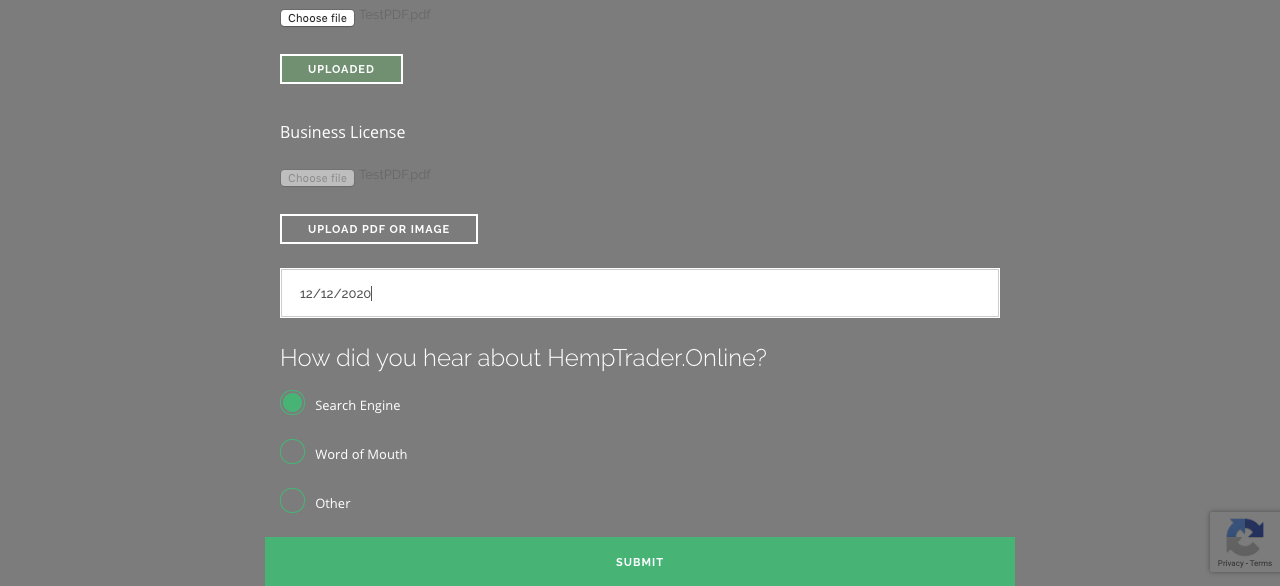 Choose file TestPDF.pdf
UPLOADED
Business License
Choose file TestPDF.pdf
UPLOAD PDF OR IMAGE
12/12/2020
How did you hear about HempTrader.Online?
Search Engine
Word of Mouth
Other
SUBMIT
Privacy - Terms